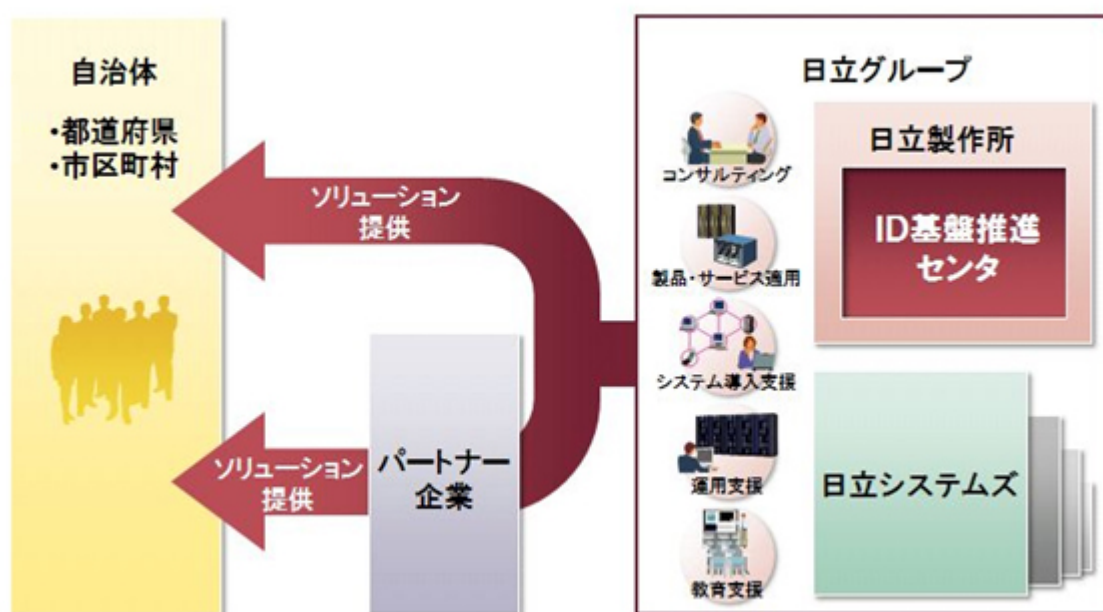 自治体
・都道府県
・市区町村
ソリューション
提供
ソリューション
提供
パートナー
企業
日立グループ
コンサルティング
製品・サービス適用
システム導入支援
運用支援
教育支援
日立製作所
ID基盤推進
センタ
日立システムズ